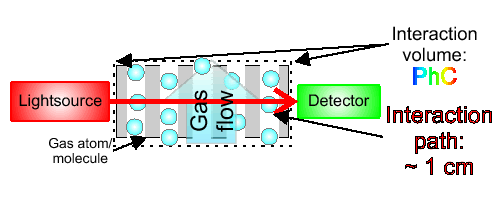 Interaction
volume:
PhC
Lightsource
Gas
flow
Detector
Gas atom/
molecule
Interaction
path:
~ 1 cm